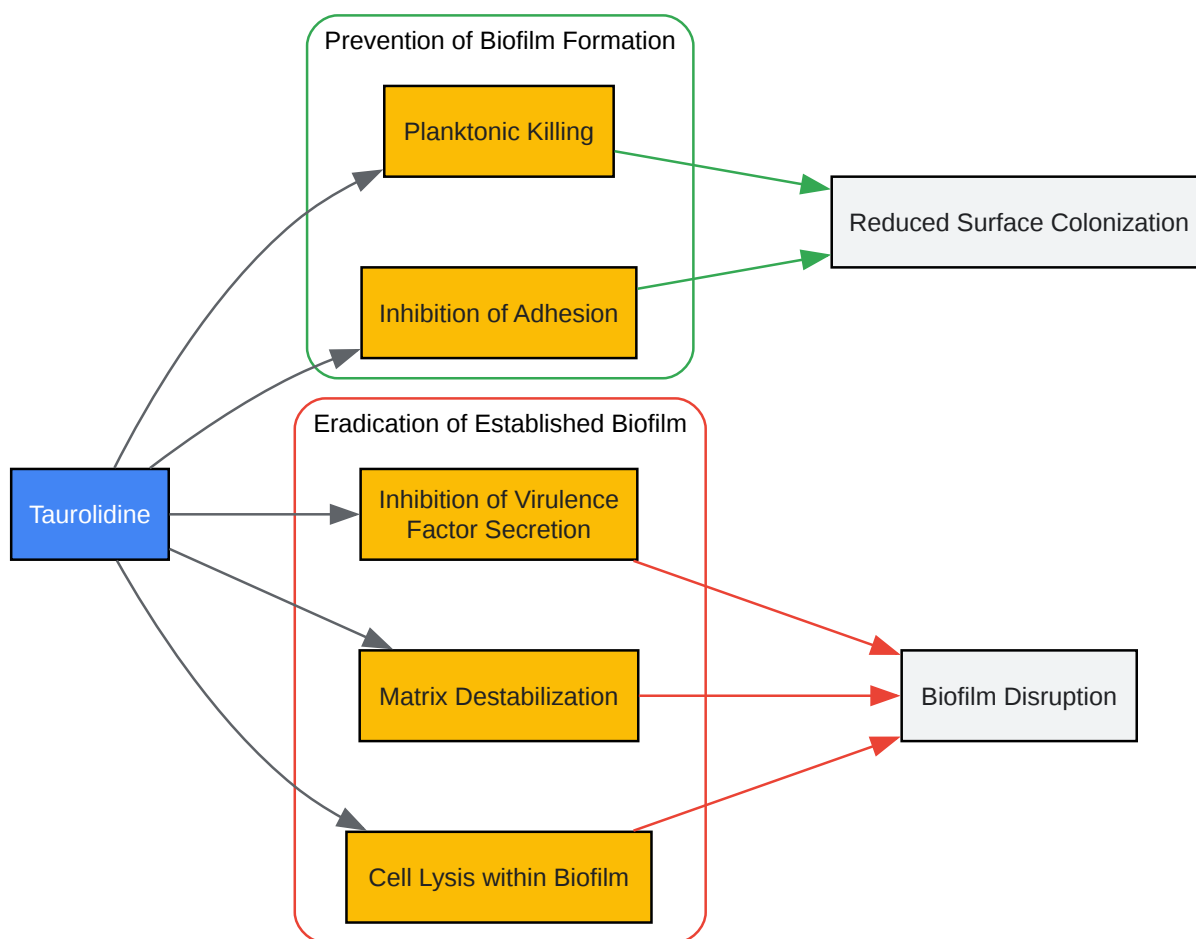 Prevention of Biofilm Formation
Planktonic Killing
Reduced Surface Colonization
Inhibition of Adhesion
Eradication of Established Biofilm
Taurolidine
Inhibition of Virulence
Factor Secretion
Matrix Destabilization
Biofilm Disruption
Cell Lysis within Biofilm